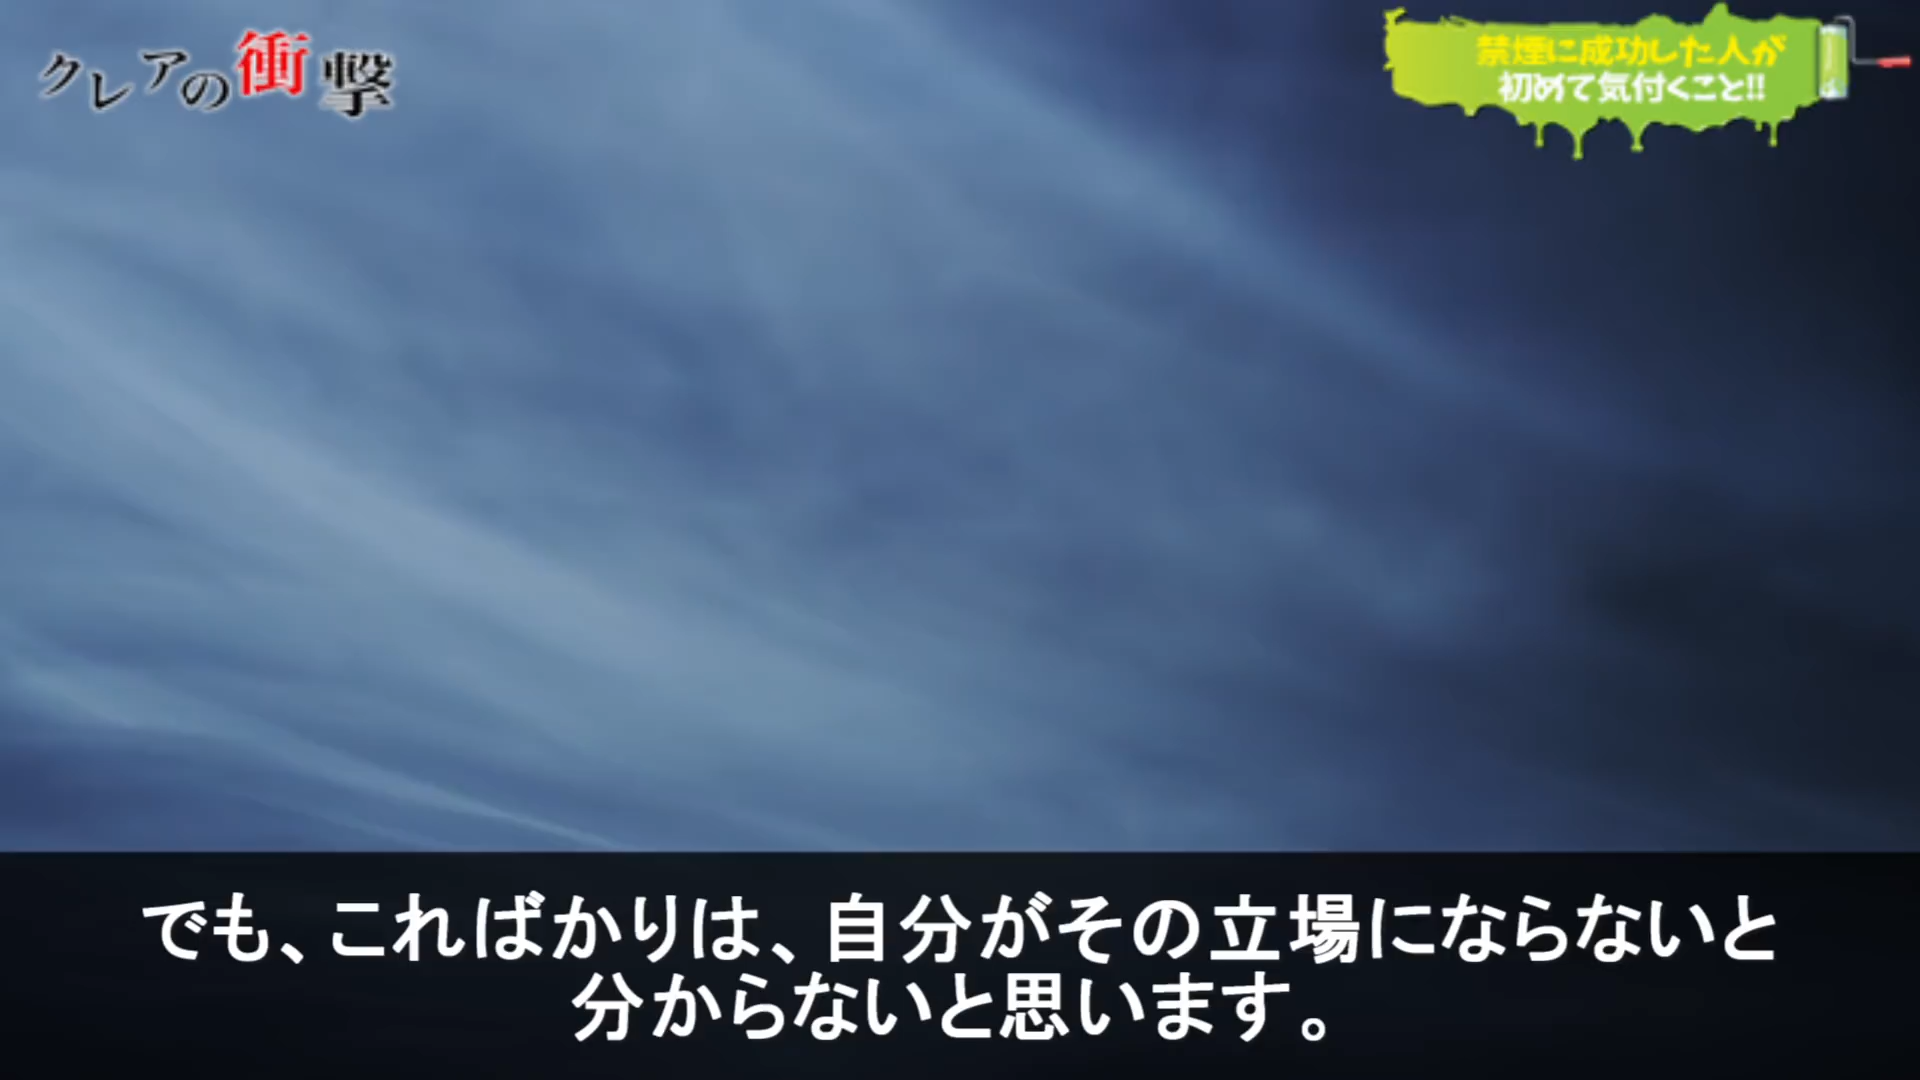 クレアの衝撃
禁煙に成功した人が
初めて気付くこと!!
でも、こればかりは、自分がその立場にならないと
分からないと思います。